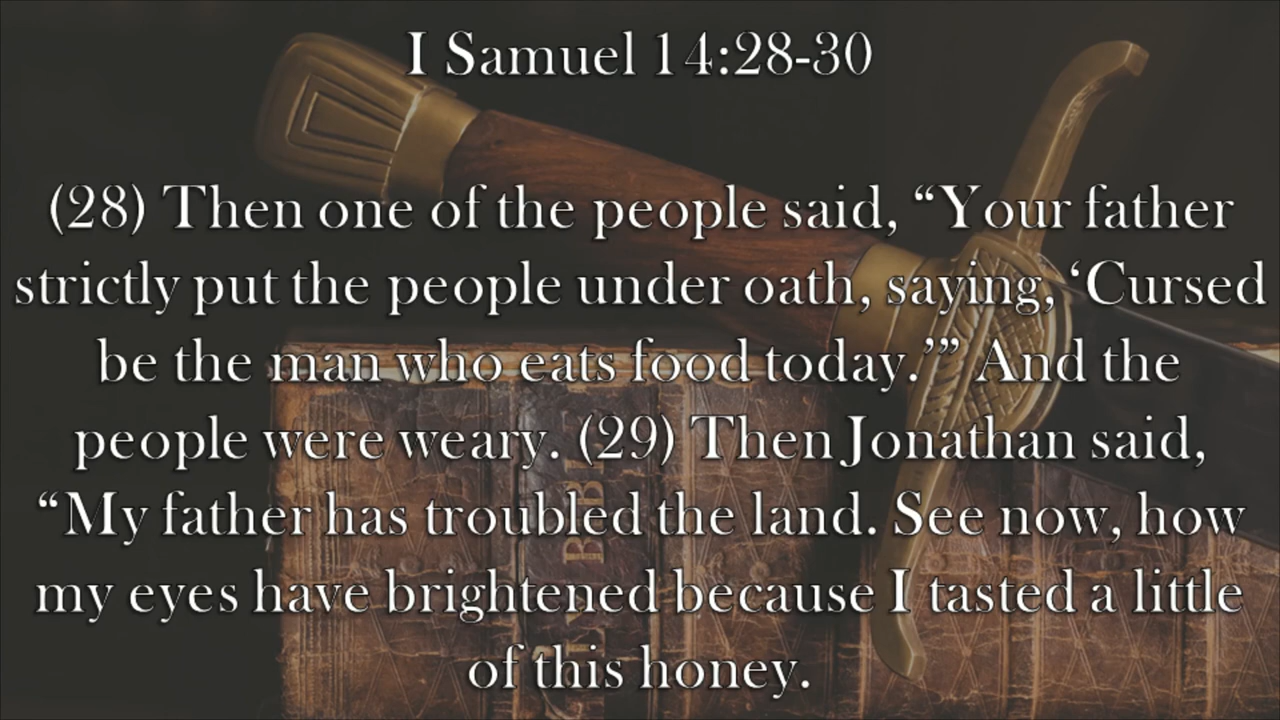 I Samuel 14:28-30
(28) Then one of the people said, “Your father
strictly put the people under oath, saying, ‘Cursed
be the man who eats food today.’” And the
people were weary. (29) Then Jonathan said,
“My father has troubled the land. See now, how
my eyes have brightened because I tasted a little
of this honey.